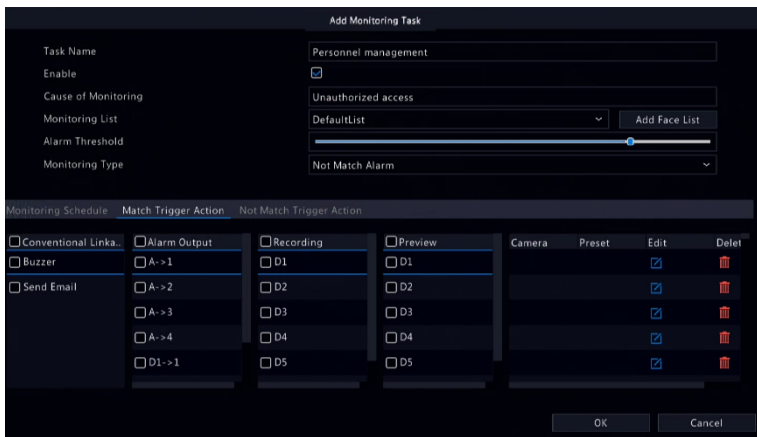 Add Monitoring Task
Task Name Personnel management
Enable
Cause of Monitoring Unauthorized access
Monitoring List DefaultList Add Face List
Alarm Threshold
Monitoring Type Not Match Alarm
Monitoring Schedule Match Trigger Action Not Match Trigger Action
Conventional Linka.. Alarm Output Recording Preview Camera Preset Edit Delet
Buzzer A->1 D1 D1
Send Email A->2 D2 D2
A->3 D3 D3
A->4 D4 D4
D1->1 D5 D5
OK Cancel